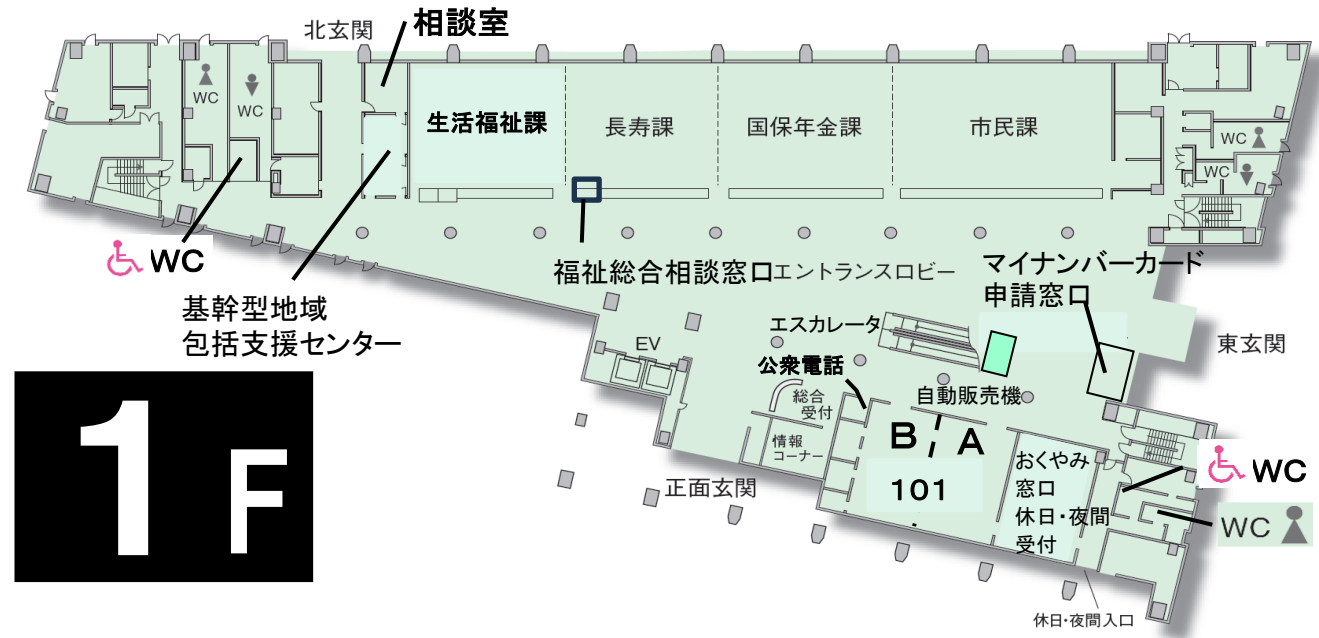 北玄関
相談室
WC
WC
生活福祉課
長寿課
国保年金課
市民課
WC
WC
WC
福祉総合相談窓口
エントランスロビー
マイナンバーカード
申請窓口
基幹型地域
包括支援センター
エスカレータ
東玄関
EV
公衆電話
自動販売機
総合
受付
情報
コーナー
B
A
101
おくやみ
窓口
休日・夜間
受付
WC
WC
正面玄関
1F
休日・夜間入口